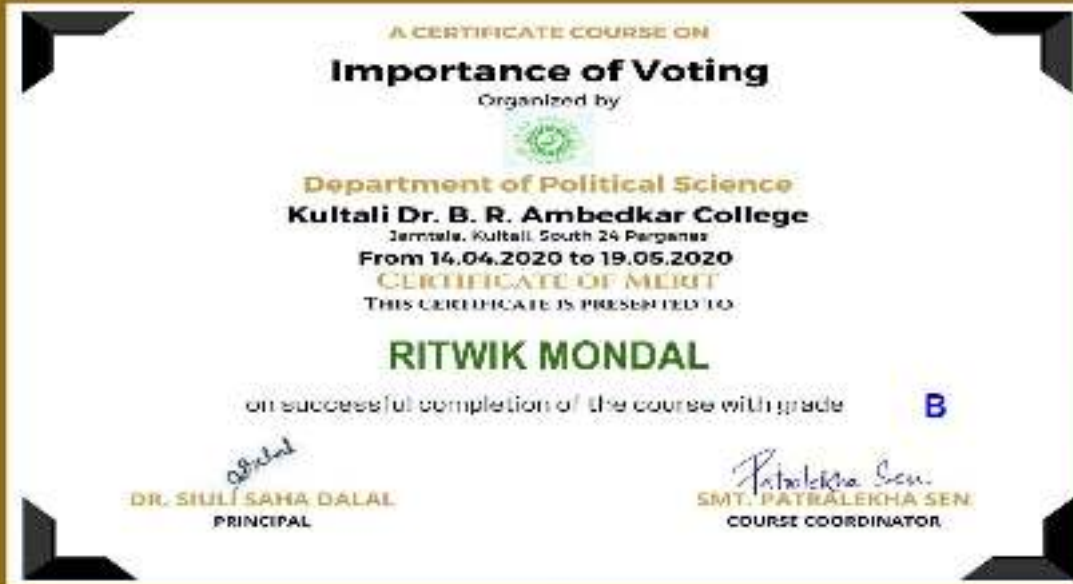 A CERTIFICATE COURSE ON
Importance of Voting
Organized by
Department of Political Science
Kultali Dr. B. R. Ambedkar College
Jamtala, Kultali, South 24 Parganas
From 14.04.2020 to 19.05.2020
CERTIFICATE OF MERIT
THIS CERTIFICATE IS PRESENTED TO
RITWIK MONDAL
on successful completion of the course with grade B
Patralekha Sen.
DR. SIULI SAHA DALAL
SMT. PATRALEKHA SEN
PRINCIPAL
COURSE COORDINATOR